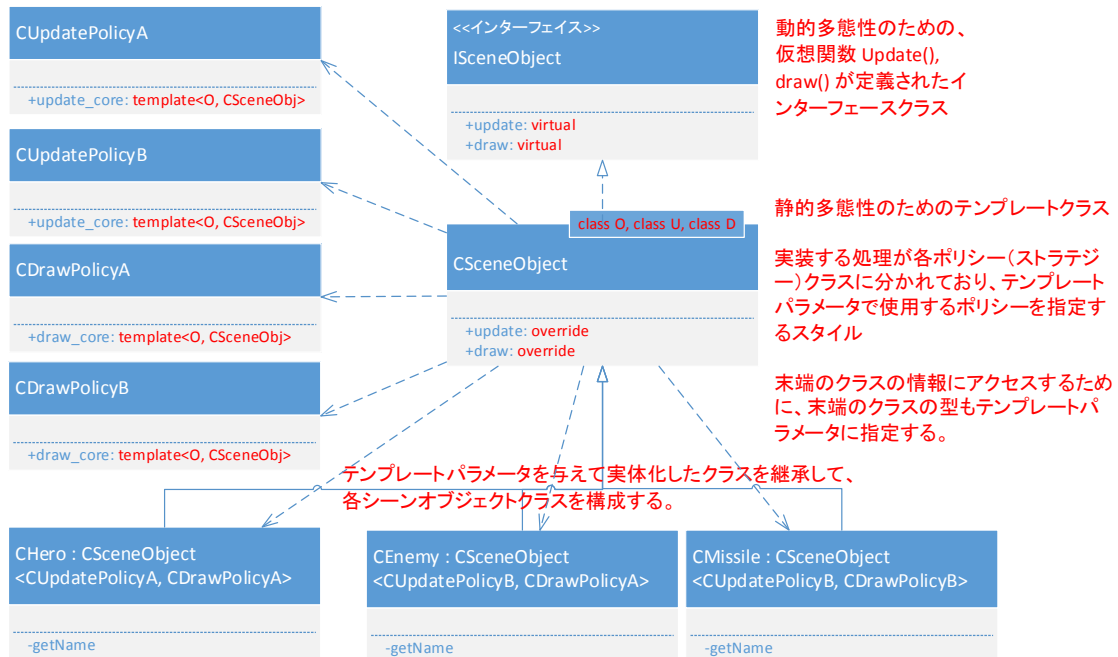 CUpdatePolicyA
+update_core: template<O, CSceneObj>
CUpdatePolicyB
+update_core: template<O, CSceneObj>
CDrawPolicyA
+draw_core: template<O, CSceneObj>
CDrawPolicyB
+draw_core: template<O, CSceneObj>
<<インターフェイス>>
ISceneObject
+update: virtual
+draw: virtual
動的多態性のための、
仮想関数 Update(),
draw() が定義されたイ
ンターフェースクラス
class O, class U, class D
CSceneObject
+update: override
+draw: override
静的多態性のためのテンプレートクラス
実装する処理が各ポリシー（ストラテジ
ー）クラスに分かれており、テンプレート
パラメータで使用するポリシーを指定す
るスタイル
末端のクラスの情報にアクセスするため
に、末端のクラスの型もテンプレートパ
ラメータに指定する。
テンプレートパラメータを与えて実体化したクラスを継承して、
各シーンオブジェクトクラスを構成する。
CHero : CSceneObject
<CUpdatePolicyA, CDrawPolicyA>
-getName
CEnemy : CSceneObject
<CUpdatePolicyB, CDrawPolicyA>
-getName
CMissile : CSceneObject
<CUpdatePolicyB, CDrawPolicyB>
-getName